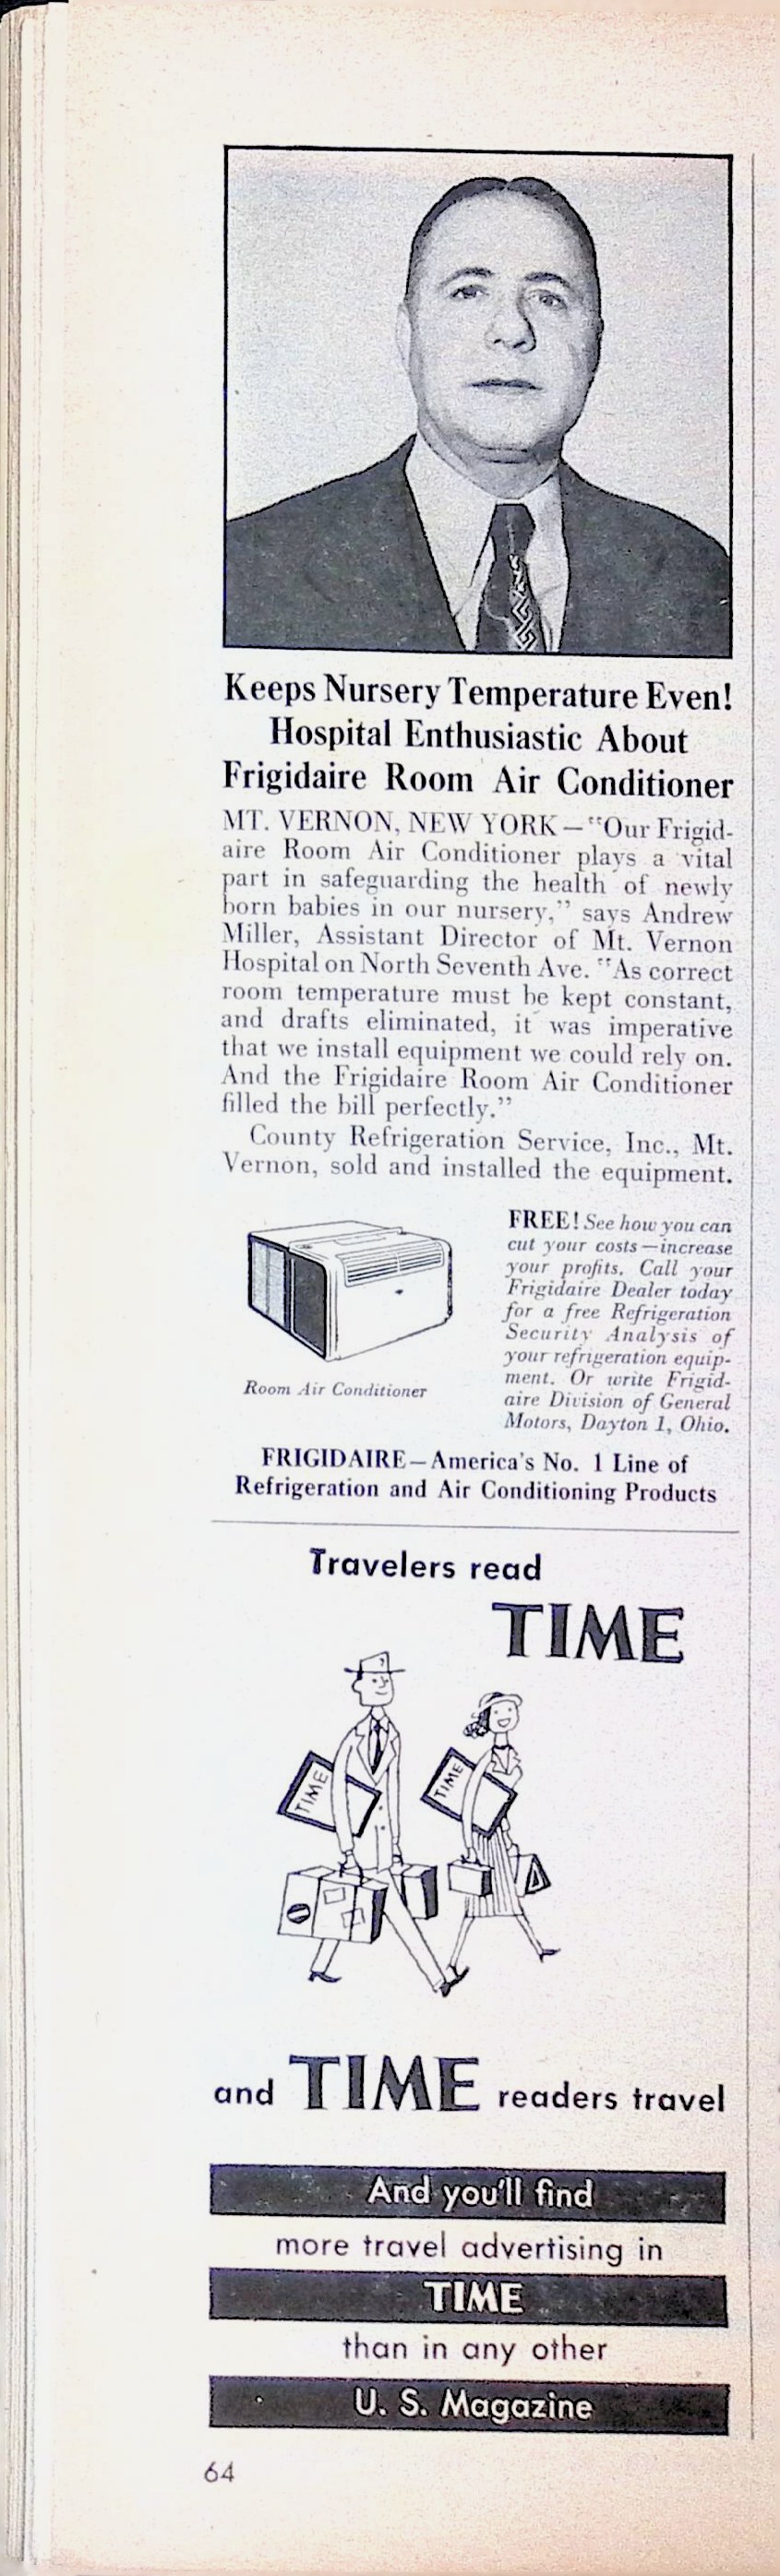 Keeps Nursery Temperature Even!
Hospital Enthusiastic About
Frigidaire Room Air Conditioner
MT. VERNON, NEW YORK—"Our Frigid-
aire Room Air Conditioner plays a vital
part in safeguarding the health of newly
born babies in our nursery," says Andrew
Miller, Assistant Director of Mt. Vernon
Hospital on North Seventh Ave. "As correct
room temperature must be kept constant,
and drafts eliminated, it was imperative
that we install equipment we could rely on.
And the Frigidaire Room Air Conditioner
filled the bill perfectly."
County Refrigeration Service, Inc., Mt.
Vernon, sold and installed the equipment.
Room Air Conditioner
FREE! See how you can
cut your costs—increase
your profits. Call your
Frigidaire Dealer today
for a free Refrigeration
Security Analysis of
your refrigeration equip-
ment. Or write Frigid-
aire Division of General
Motors, Dayton 1, Ohio.
FRIGIDAIRE—America's No. 1 Line of
Refrigeration and Air Conditioning Products
Travelers read
TIME
TIME
TIME
and TIME readers travel
And you'll find
more travel advertising in
TIME
than in any other
U. S. Magazine
64